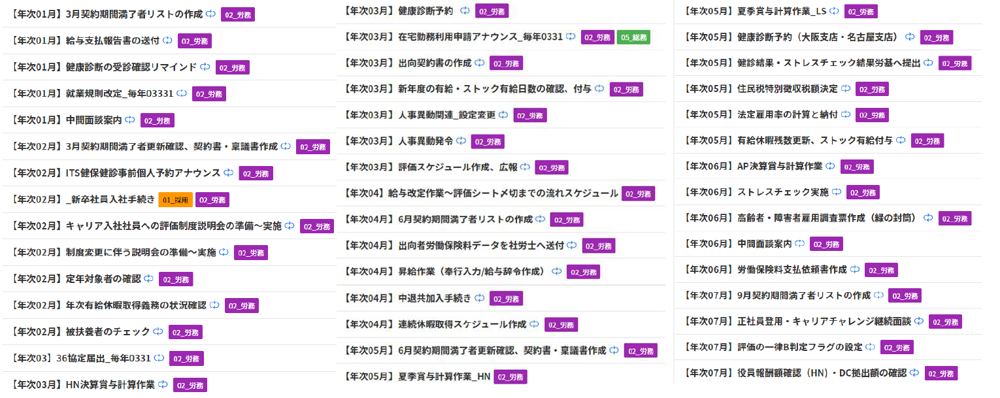 【年次01月】3月契約期間満了者リストの作成 02_労務
【年次01月】給与支払報告書の送付 02_労務
【年次01月】健康診断の受診確認リマインド 02_労務
【年次01月】就業規則改定_毎年03331 02_労務
【年次01月】中間面談案内 02_労務
【年次02月】3月契約期間満了者更新確認、契約書・稟議書作成 02_労務
【年次02月】ITS健保健診事前個人予約アナウンス 02_労務
【年次02月】_新卒社員入社手続き 01_採用 02_労務
【年次02月】キャリア入社社員への評価制度説明会の準備～実施 02_労務
【年次02月】制度変更に伴う説明会の準備～実施 02_労務
【年次02月】定年対象者の確認 02_労務
【年次02月】年次有給休暇取得義務の状況確認 02_労務
【年次02月】被扶養者のチェック 02_労務
【年次03】36協定届出_毎年0331 02_労務
【年次03月】HN決算賞与計算作業 02_労務
【年次03月】健康診断予約 02_労務
【年次03月】在宅勤務利用申請アナウンス_毎年0331 02_労務 05_総務
【年次03月】出向契約書の作成 02_労務
【年次03月】新年度の有給・ストック有給日数の確認、付与 02_労務
【年次03月】人事異動関連_設定変更 02_労務
【年次03月】人事異動発令 02_労務
【年次03月】評価スケジュール作成、広報 02_労務
【年次04】給与改定作業～評価シート〆切までの流れスケジュール 02_労務
【年次04月】6月契約期間満了者リストの作成 02_労務
【年次04月】出向者労働保険料データを社労士へ送付 02_労務
【年次04月】昇給作業（奉行入力/給与辞令作成） 02_労務
【年次04月】中退共加入手続き 02_労務
【年次04月】連続休暇取得スケジュール作成 02_労務
【年次05月】6月契約期間満了者更新確認、契約書・稟議書作成 02_労務
【年次05月】夏季賞与計算作業_HN 02_労務
【年次05月】夏季賞与計算作業_LS 02_労務
【年次05月】健康診断予約（大阪支店・名古屋支店） 02_労務
【年次05月】健診結果・ストレスチェック結果労基へ提出 02_労務
【年次05月】住民税特別徴収税額決定 02_労務
【年次05月】法定雇用率の計算と納付 02_労務
【年次05月】有給休暇残数更新、ストック有給付与 02_労務
【年次06月】AP決算賞与計算作業 02_労務
【年次06月】ストレスチェック実施 02_労務
【年次06月】高齢者・障害者雇用調査票作成（緑の封筒） 02_労務
【年次06月】中間面談案内 02_労務
【年次06月】労働保険料支払依頼書作成 02_労務
【年次07月】9月契約期間満了者リストの作成 02_労務
【年次07月】正社員登用・キャリアチャレンジ継続面談 02_労務
【年次07月】評価の一律B判定フラグの設定 02_労務
【年次07月】役員報酬額確認（HN）・DC拠出額の確認 02_労務